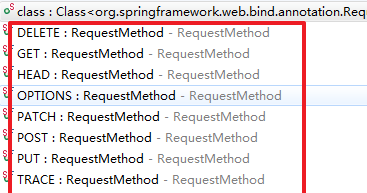 class : Class<org.springframework.web.bind.annotation.Req
DELETE : RequestMethod - RequestMethod
GET : RequestMethod - RequestMethod
HEAD : RequestMethod - RequestMethod
OPTIONS : RequestMethod - RequestMethod
PATCH : RequestMethod - RequestMethod
POST : RequestMethod - RequestMethod
PUT : RequestMethod - RequestMethod
TRACE : RequestMethod - RequestMethod